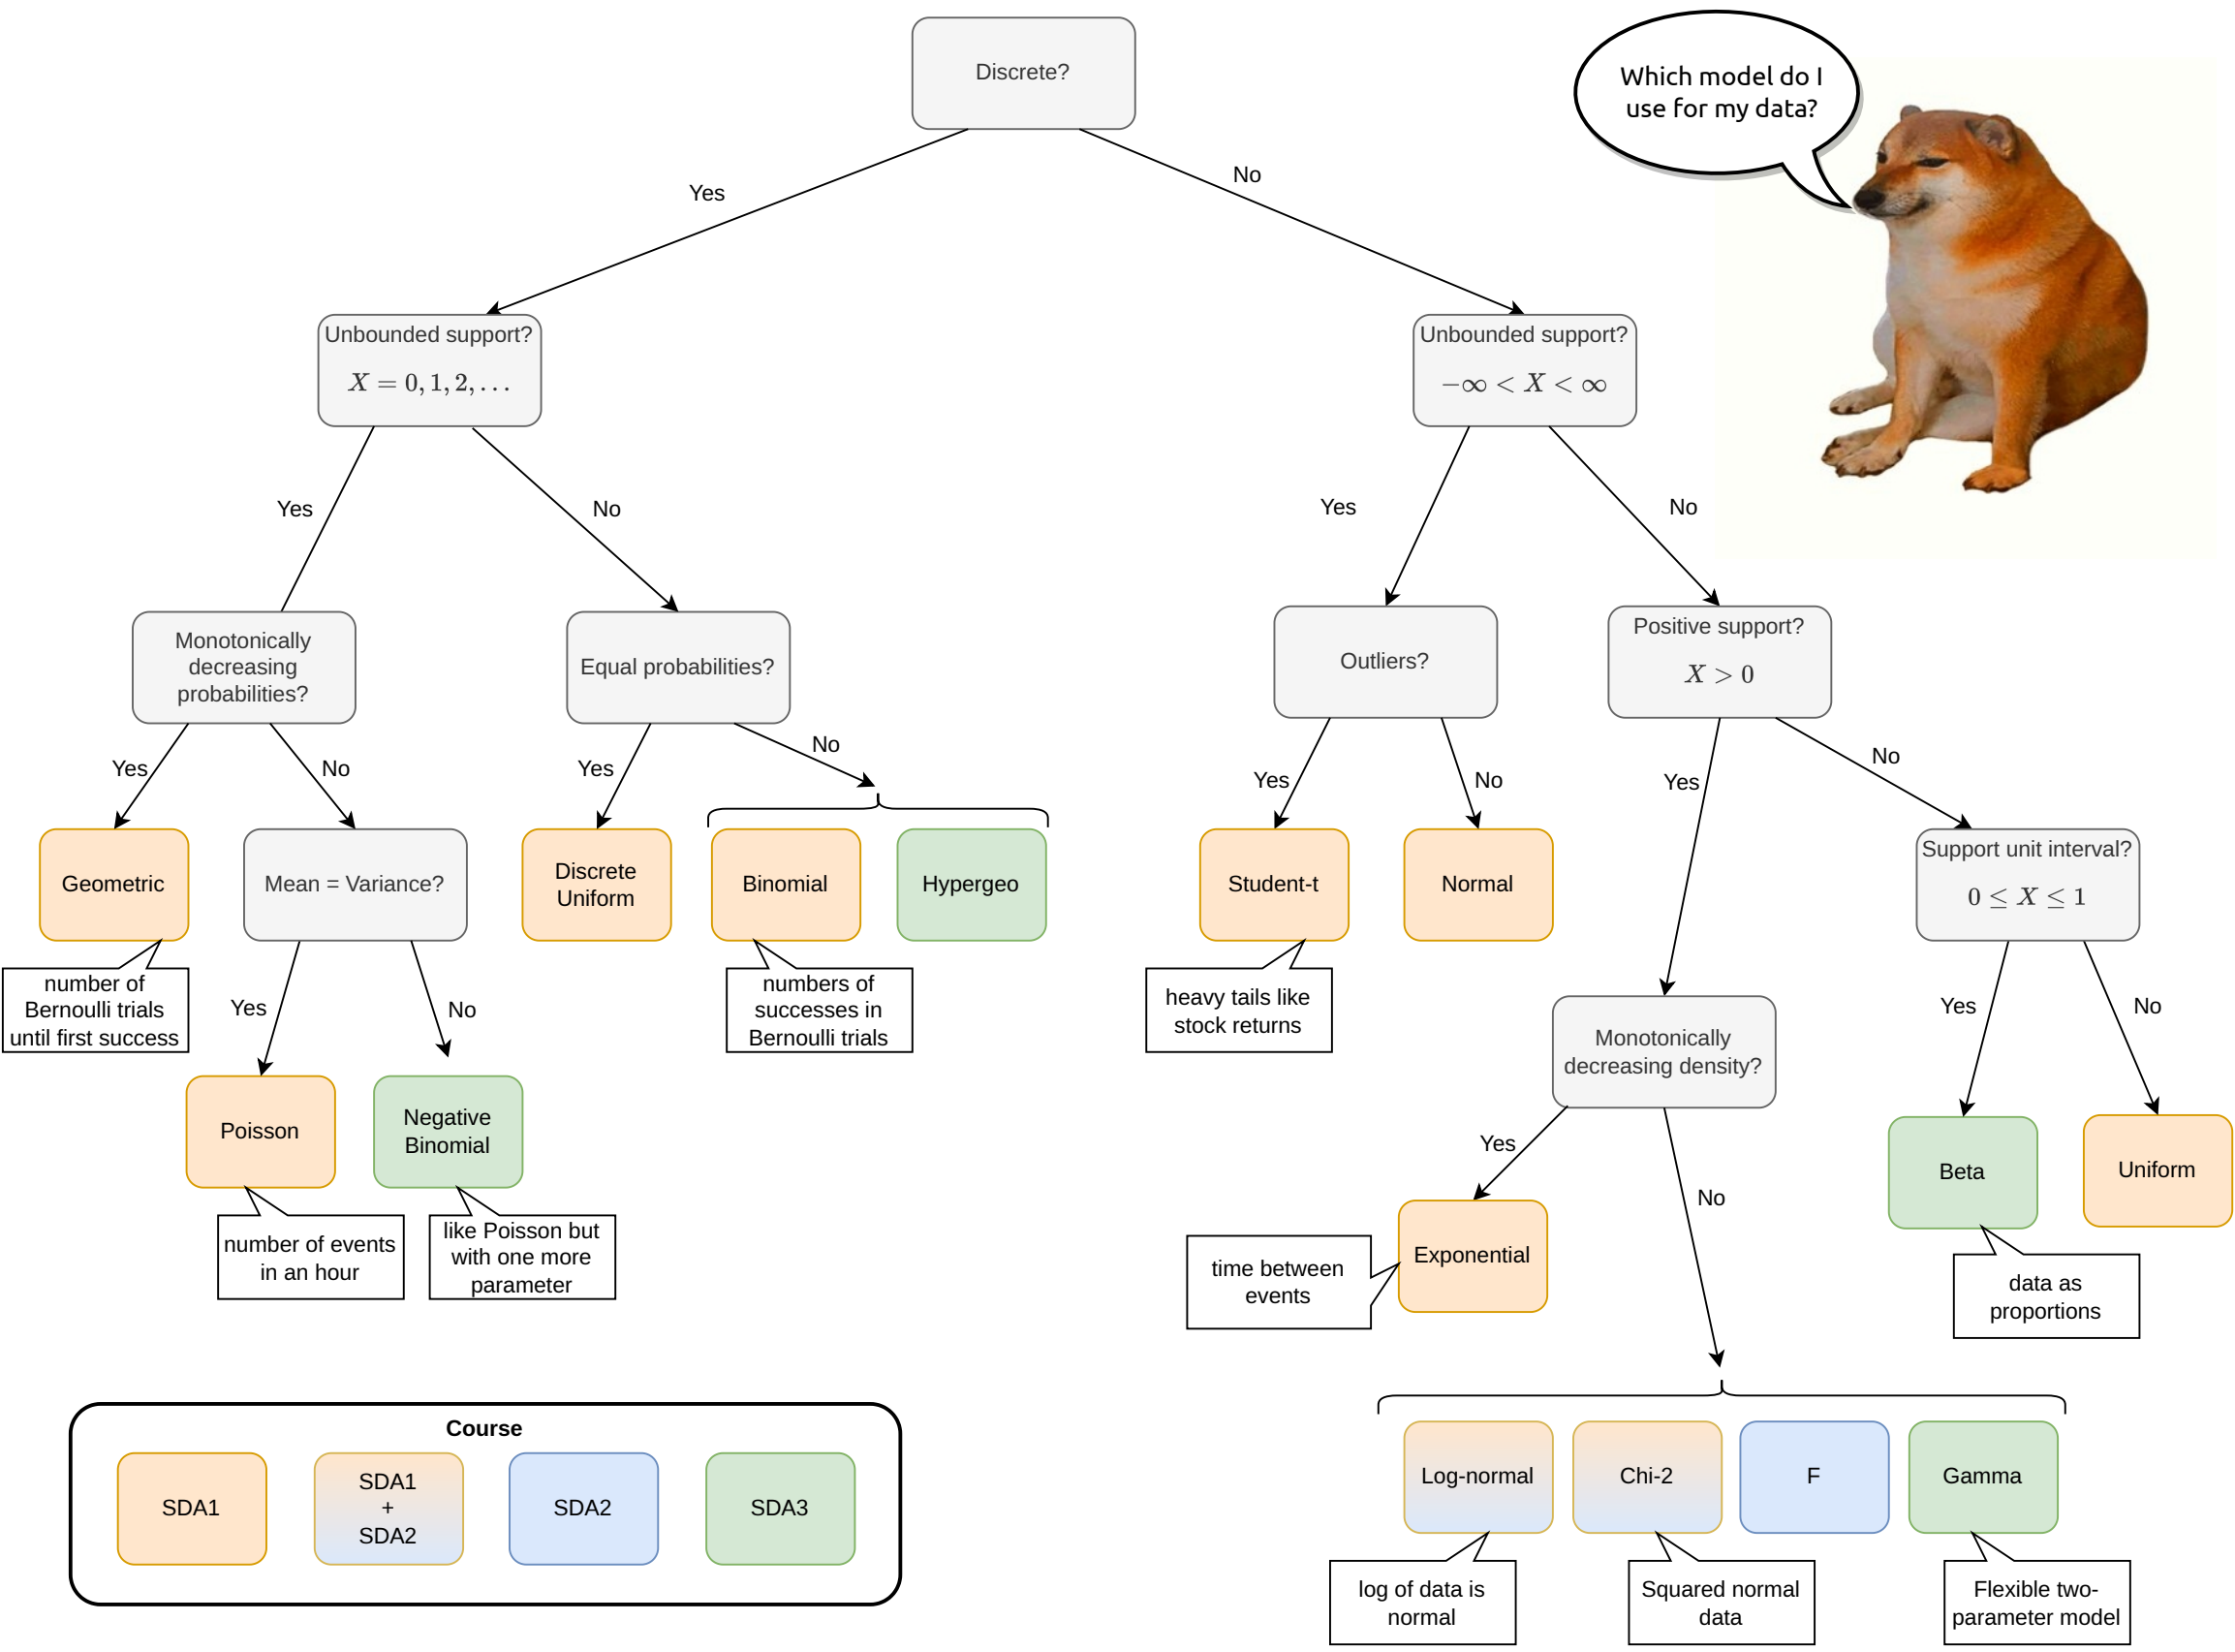 Discrete?
Which model do I
use for my data?
Yes
No
Unbounded support?
X = 0, 1, 2, . . .
Unbounded support?
−∞ < X < ∞
Yes
No
Yes
No
Monotonically
decreasing
probabilities?
Equal probabilities?
Outliers?
Positive support?
X > 0
Yes
No
Yes
No
Yes
No
Yes
No
Geometric
Mean = Variance?
Discrete
Uniform
Binomial
Hypergeo
Student-t
Normal
Support unit interval?
0 ≤ X ≤ 1
number of
Bernoulli trials
until first success
Yes
No
numbers of
successes in
Bernoulli trials
heavy tails like
stock returns
Monotonically
decreasing density?
Yes
No
Poisson
Negative
Binomial
Yes
No
Beta
Uniform
number of events
in an hour
like Poisson but
with one more
parameter
time between
events
Exponential
data as
proportions
Course
SDA1
SDA1
+
SDA2
SDA2
SDA3
Log-normal
Chi-2
F
Gamma
log of data is
normal
Squared normal
data
Flexible two-
parameter model